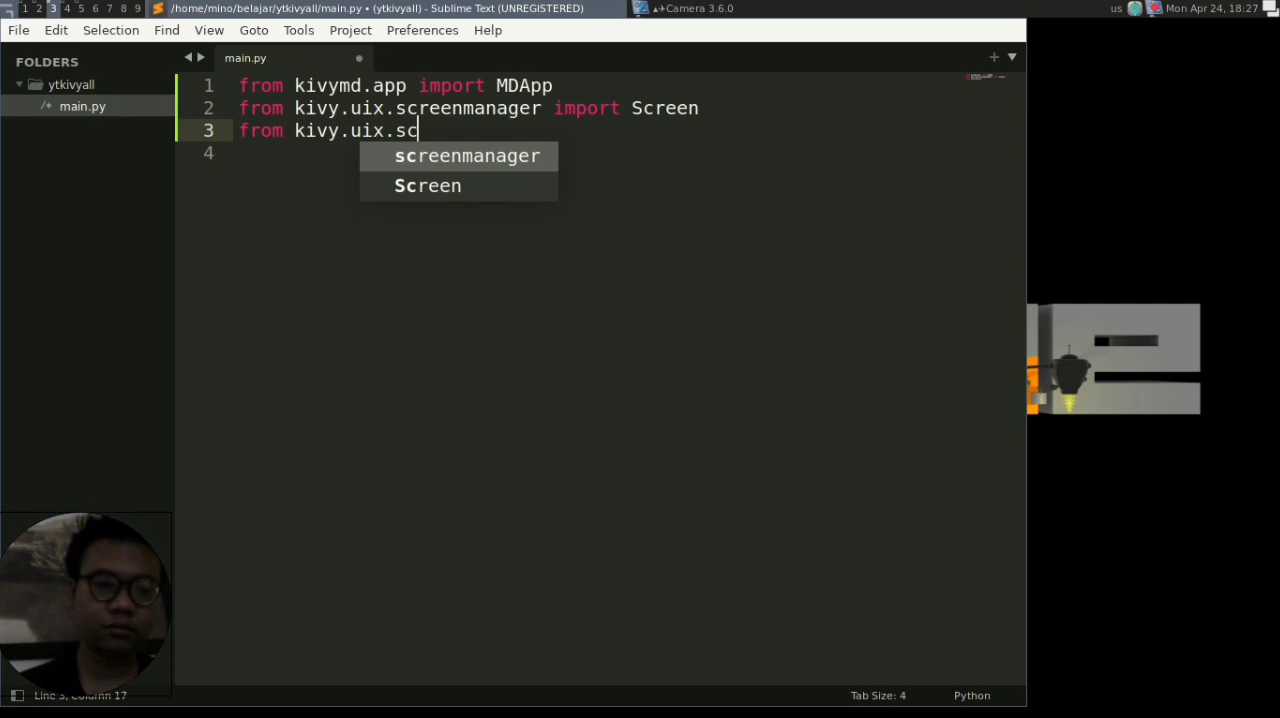 1 2 3 4 5 6 7 8 9 /home/mino/belajar/ytkivyall/main.py • (ytkivyall) - Sublime Text (UNREGISTERED) Camera 3.6.0 us Mon Apr 24, 18:27
File Edit Selection Find View Goto Tools Project Preferences Help
FOLDERS
ytkivyall
/* main.py
main.py
1 from kivymd.app import MDApp
2 from kivy.uix.screenmanager import Screen
3 from kivy.uix.sc
4
screenmanager
Screen
Line 3, Column 17 Tab Size: 4 Python